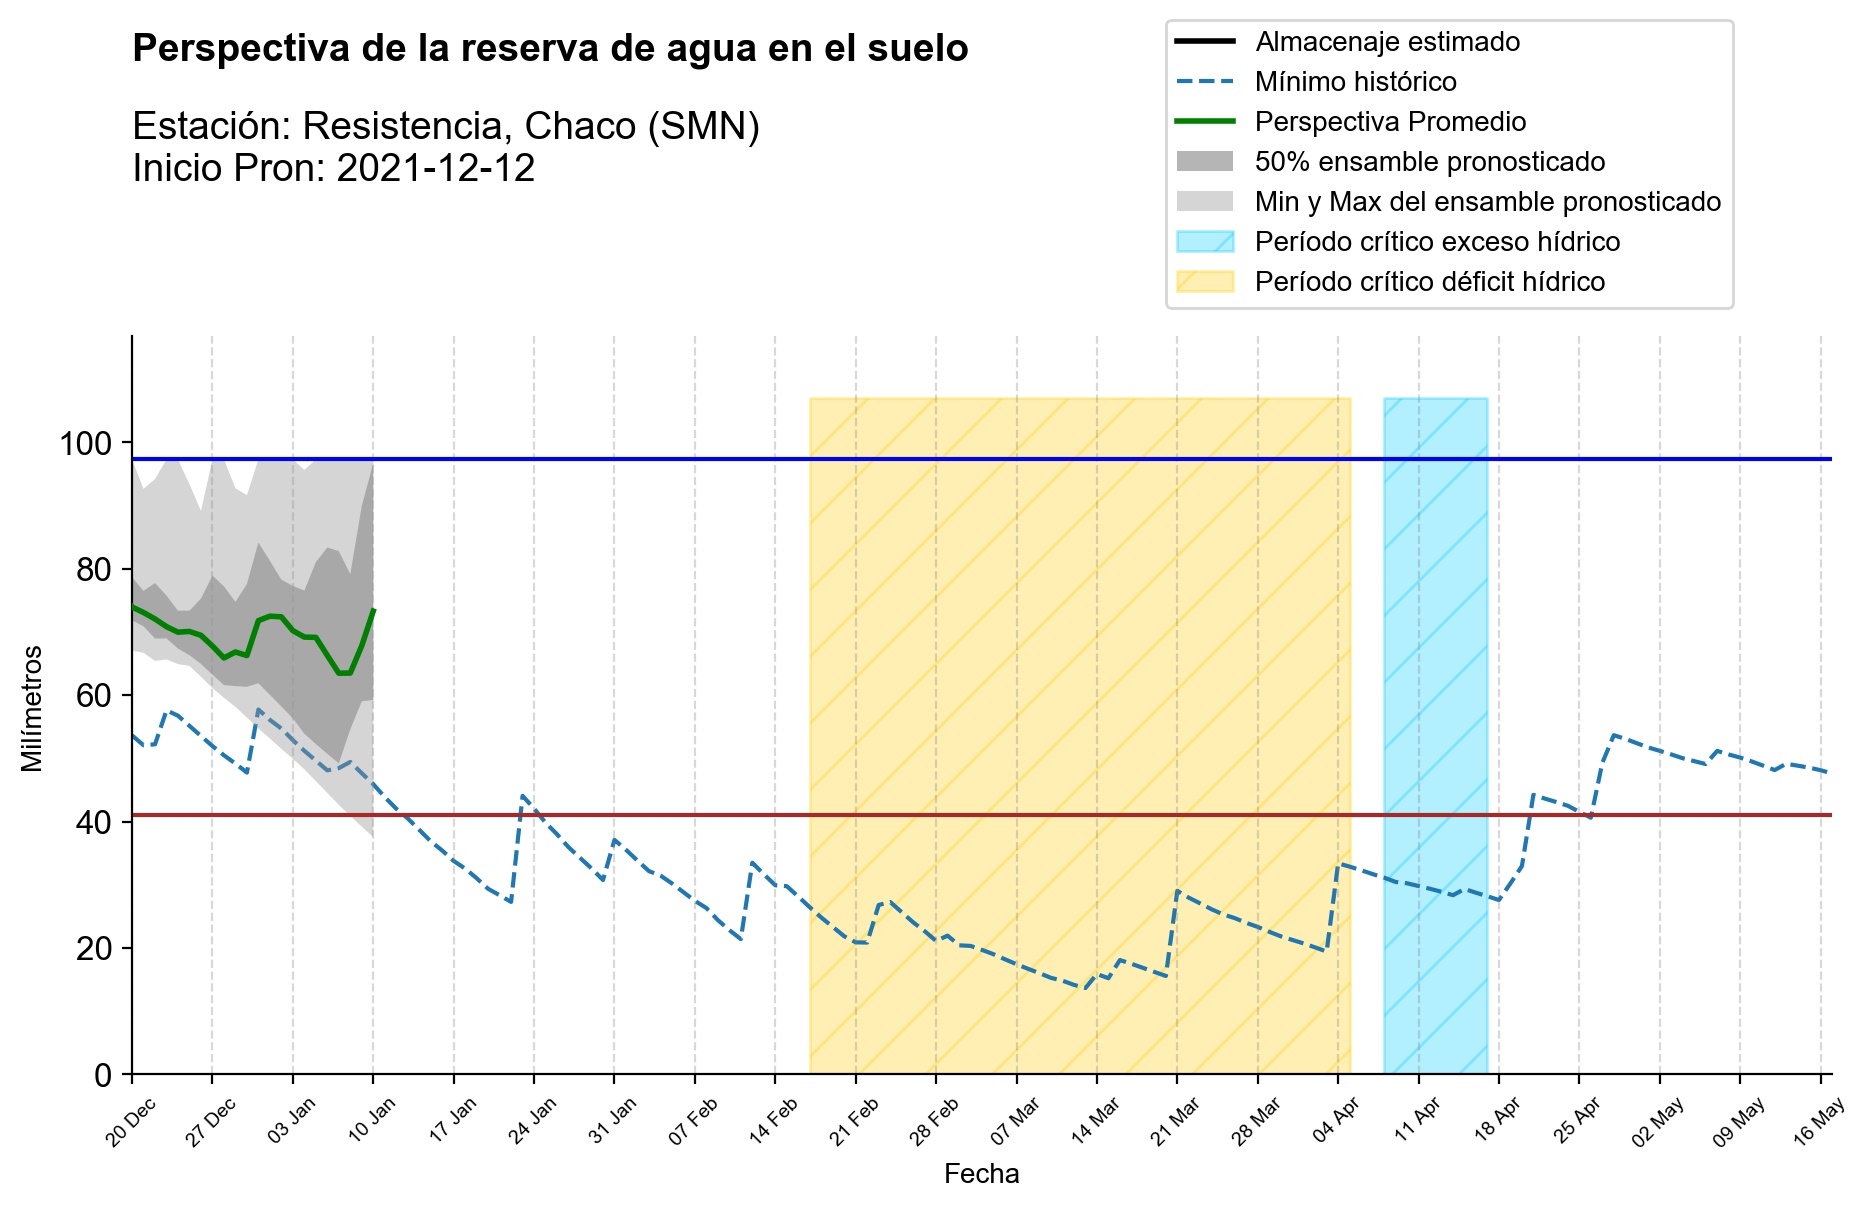 Perspectiva de la reserva de agua en el suelo
Estación: Resistencia, Chaco (SMN)
Inicio Pron: 2021-12-12
Almacenaje estimado
Mínimo histórico
Perspectiva Promedio
50% ensamble pronosticado
Min y Max del ensamble pronosticado
Período crítico exceso hídrico
Período crítico déficit hídrico
100
80
60
40
20
0
Milímetros
20 Dec
27 Dec
03 Jan
10 Jan
17 Jan
24 Jan
31 Jan
07 Feb
14 Feb
21 Feb
28 Feb
07 Mar
14 Mar
21 Mar
28 Mar
04 Apr
11 Apr
18 Apr
25 Apr
02 May
09 May
16 May
Fecha